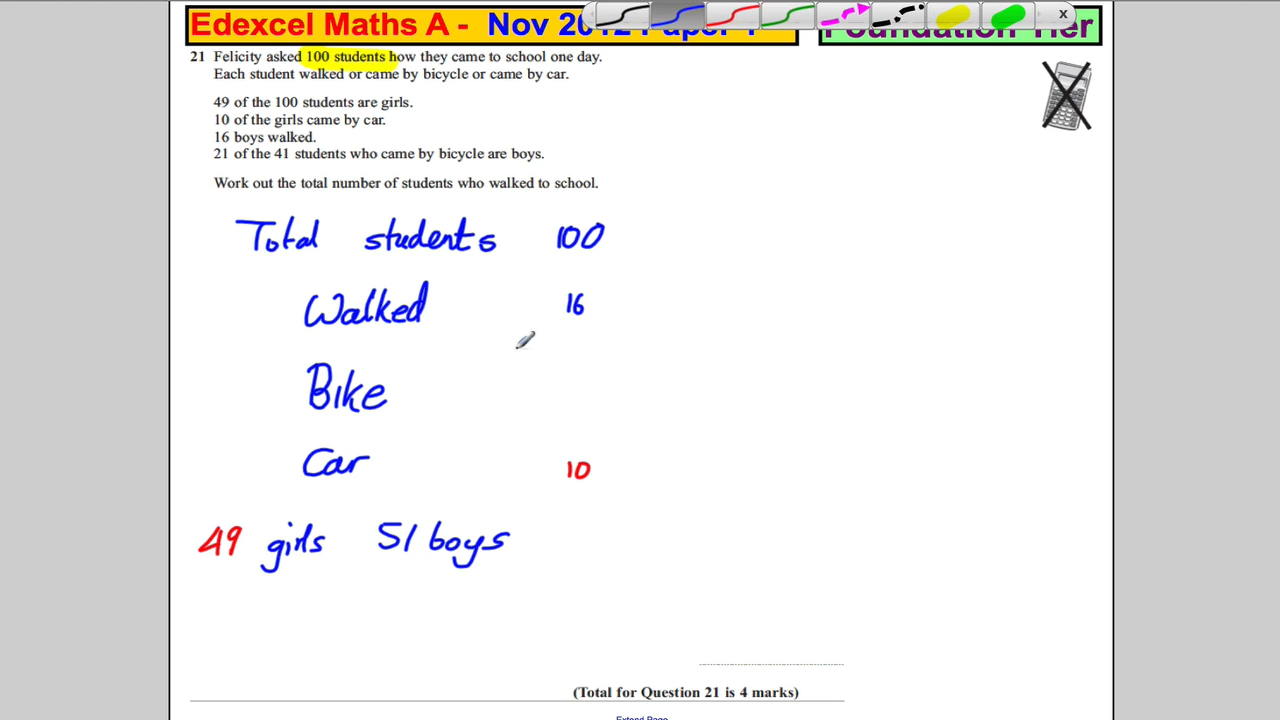 Edexcel Maths A - Nov 20
x
21 Felicity asked 100 students how they came to school one day.
Each student walked or came by bicycle or came by car.
49 of the 100 students are girls.
10 of the girls came by car.
16 boys walked.
21 of the 41 students who came by bicycle are boys.
Work out the total number of students who walked to school.
Total students 100
Walked 16
Bike
Car 10
49 girls 51 boys
(Total for Question 21 is 4 marks)